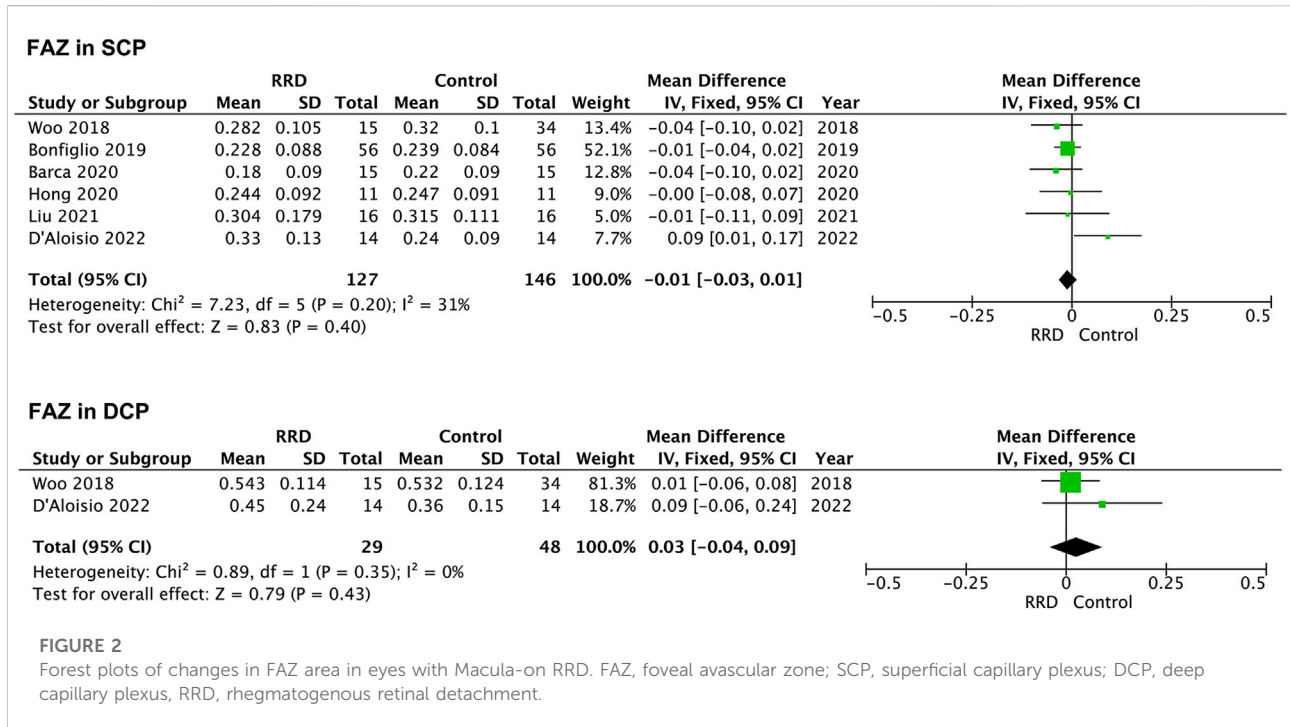 FAZ in SCP
RRD Control Mean Difference Mean Difference
Study or Subgroup Mean SD Total Mean SD Total Weight IV, Fixed, 95% CI Year IV, Fixed, 95% CI
Woo 2018 0.282 0.105 15 0.32 0.1 34 13.4% -0.04 [-0.10, 0.02] 2018
Bonfiglio 2019 0.228 0.088 56 0.239 0.084 56 52.1% -0.01 [-0.04, 0.02] 2019
Barca 2020 0.18 0.09 15 0.22 0.09 15 12.8% -0.04 [-0.10, 0.02] 2020
Hong 2020 0.244 0.092 11 0.247 0.091 11 9.0% -0.00 [-0.08, 0.07] 2020
Liu 2021 0.304 0.179 16 0.315 0.111 16 5.0% -0.01 [-0.11, 0.09] 2021
D'Aloisio 2022 0.33 0.13 14 0.24 0.09 14 7.7% 0.09 [0.01, 0.17] 2022
Total (95% CI) 127 146 100.0% -0.01 [-0.03, 0.01]
Heterogeneity: Chi² = 7.23, df = 5 (P = 0.20); I² = 31%
Test for overall effect: Z = 0.83 (P = 0.40)
-0.5 -0.25 0 0.25 0.5
RRD Control
FAZ in DCP
RRD Control Mean Difference Mean Difference
Study or Subgroup Mean SD Total Mean SD Total Weight IV, Fixed, 95% CI Year IV, Fixed, 95% CI
Woo 2018 0.543 0.114 15 0.532 0.124 34 81.3% 0.01 [-0.06, 0.08] 2018
D'Aloisio 2022 0.45 0.24 14 0.36 0.15 14 18.7% 0.09 [-0.06, 0.24] 2022
Total (95% CI) 29 48 100.0% 0.03 [-0.04, 0.09]
Heterogeneity: Chi² = 0.89, df = 1 (P = 0.35); I² = 0%
Test for overall effect: Z = 0.79 (P = 0.43)
-0.5 -0.25 0 0.25 0.5
RRD Control
FIGURE 2
Forest plots of changes in FAZ area in eyes with Macula-on RRD. FAZ, foveal avascular zone; SCP, superficial capillary plexus; DCP, deep
capillary plexus, RRD, rhegmatogenous retinal detachment.